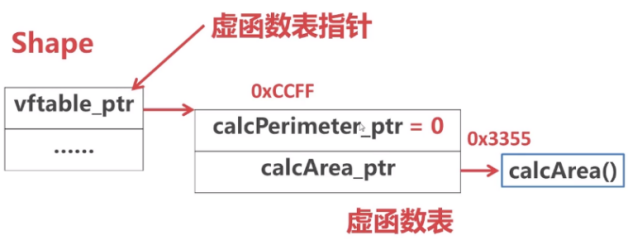 虚函数表指针
Shape
vftable_ptr
0xCCFF
calcPerimeter_ptr = 0
0x3355
......
calcArea_ptr
calcArea()
虚函数表